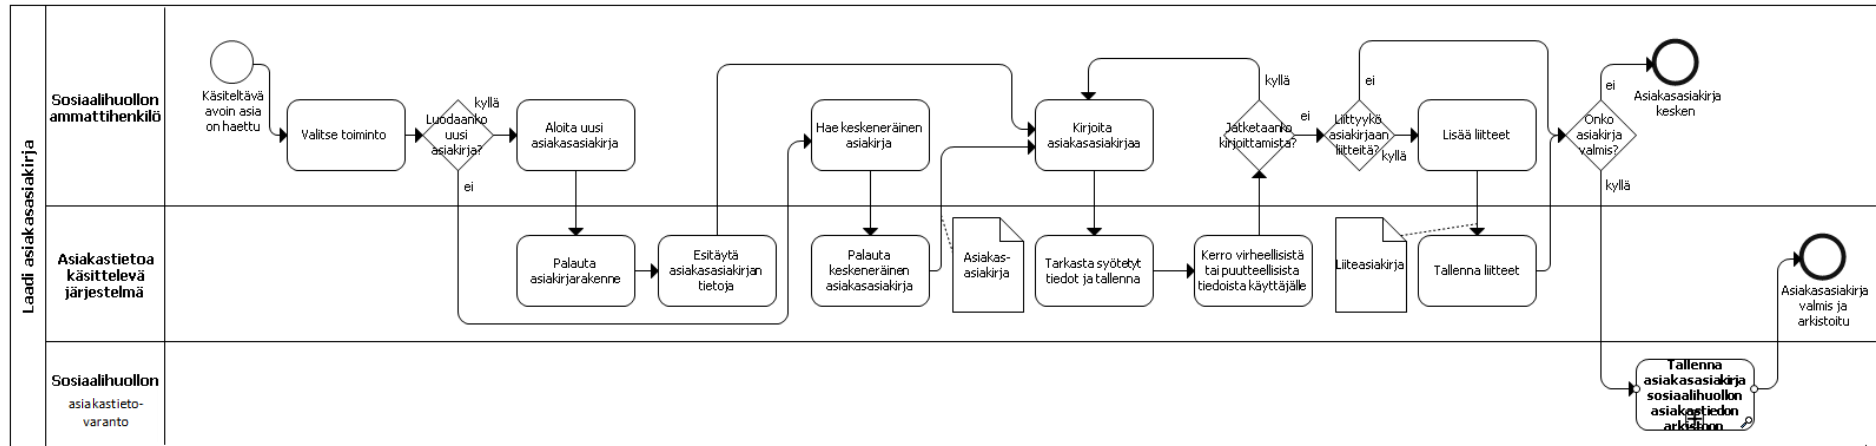 Laadi asiakasasiakirja
Sosiaalihuollon
ammattihenkilö
Käsiteltävä
avoin asia
on haettu
Valitse toiminto
kyllä
Luodaanko
uusi
asiakirja?
ei
Aloita uusi
asiakasasiakirja
Hae keskeneräinen
asiakirja
Kirjoita
asiakasasiakirjaa
kyllä
Jatketaanko
kirjoittamista?
ei
ei
Liittyykö
asiakirjaan
liitteitä?
kyllä
Lisää liitteet
ei
Onko
asiakirja
valmis?
kyllä
Asiakasasiakirja
kesken
Asiakastietoa
käsittelevä
järjestelmä
Palauta
asiakirjarakenne
Esitäytä
asiakasasiakirjan
tietoja
Palauta
keskeneräinen
asiakasasiakirja
Asiakas-
asiakirja
Tarkasta syötetyt
tiedot ja tallenna
Kerro virheellisistä
tai puutteellisista
tiedoista käyttäjälle
Liiteasiakirja
Tallenna liitteet
Asiakasasiakirja
valmis ja
arkistoitu
Sosiaalihuollon
asiakastieto-
varanto
Tallenna
asiakasasiakirja
sosiaalihuollon
asiakastiedon
arkistoon